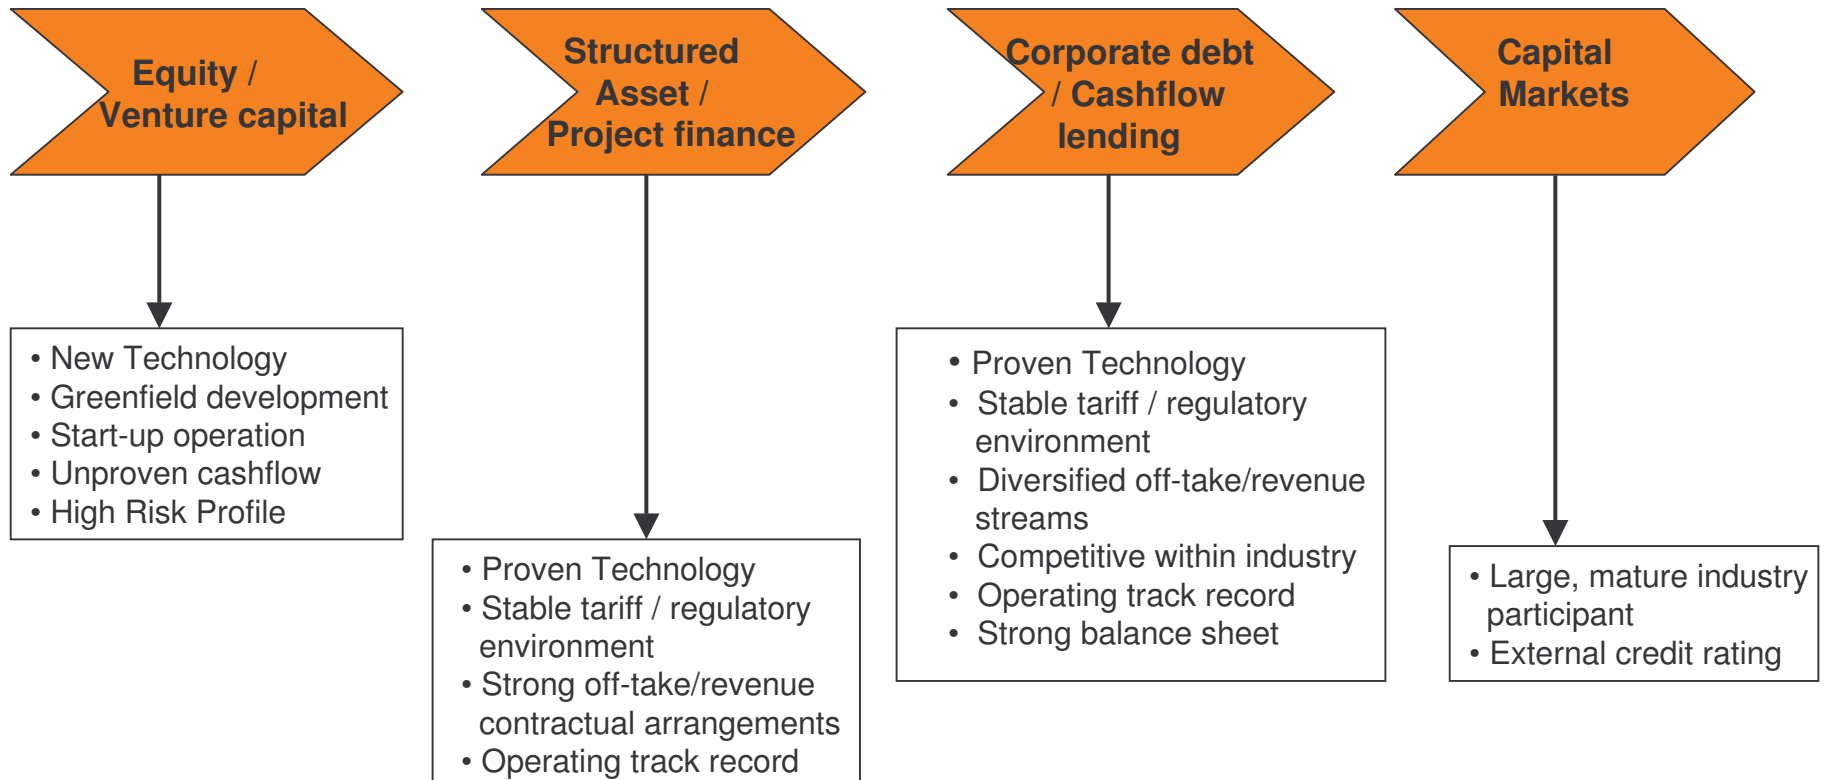 Equity /
Venture capital
Structured
Asset /
Project finance
Corporate debt
/ Cashflow
lending
Capital
Markets
• New Technology
• Greenfield development
• Start-up operation
• Unproven cashflow
• High Risk Profile
• Proven Technology
• Stable tariff / regulatory
environment
• Strong off-take/revenue
contractual arrangements
• Operating track record
• Proven Technology
• Stable tariff / regulatory
environment
• Diversified off-take/revenue
streams
• Competitive within industry
• Operating track record
• Strong balance sheet
• Large, mature industry
participant
• External credit rating